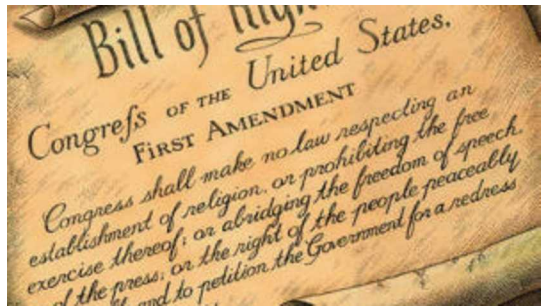 Bill of
United States.
Congreſs OF THE
FIRST AMENDMENT
Congress shall make no law respecting an
establishment of religion, or prohibiting the free
exercise thereof; or abridging the freedom of speech,
of the press; or the right of the people peaceably
and to petition the Government for a redress